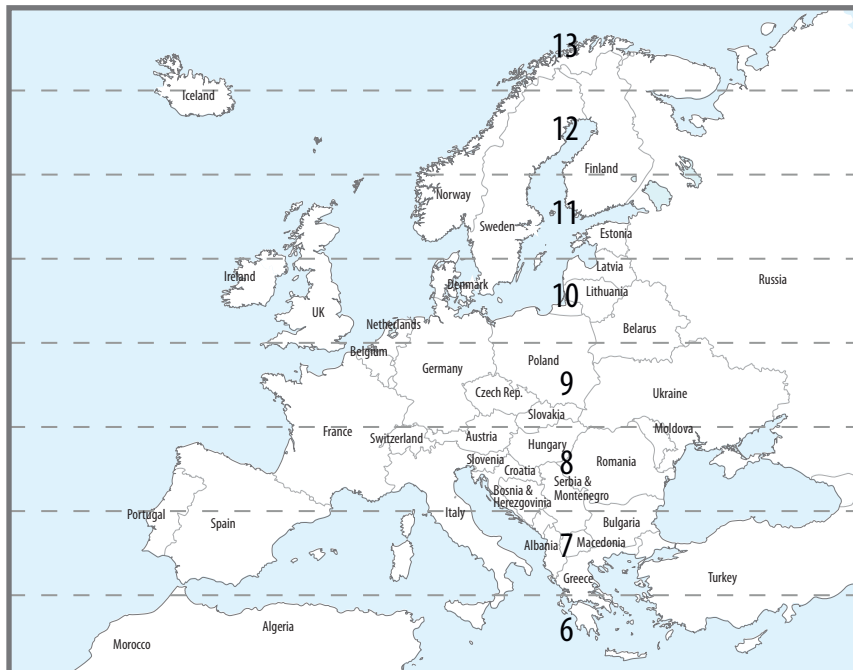 13
Iceland
12
Finland
Norway
11
Sweden
Estonia
Latvia
Ireland
Russia
Denmark
10
Lithuania
UK
Netherlands
Belarus
Belgium
Poland
Germany
9
Czech Rep.
Ukraine
Slovakia
Moldova
France
Switzerland
Austria
Hungary
8
Slovenia
Romania
Croatia
Serbia &
Montenegro
Bosnia &
Herezgovinia
Portugal
Spain
Italy
Bulgaria
Albania
7
Macedonia
Greece
Turkey
Algeria
6
Morocco